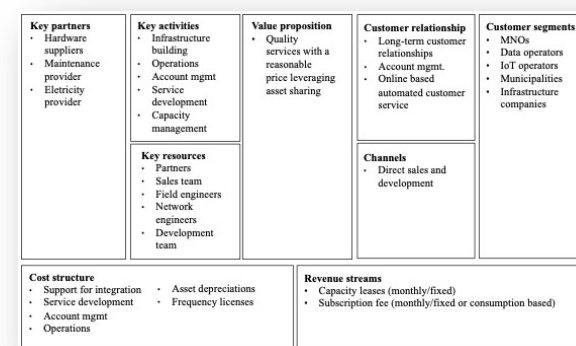 Key partners
• Hardware
suppliers
• Maintenance
provider
• Eletricity
provider
Key activities
• Infrastructure
building
• Operations
• Account mgmt
• Service
development
• Capacity
management
Key resources
• Partners
• Sales team
• Field engineers
• Network
engineers
• Development
team
Value proposition
• Quality
services with a
reasonable
price leveraging
asset sharing
Customer relationship
• Long-term customer
relationships
• Account mgmt.
• Online based
automated customer
service
Channels
• Direct sales and
development
Customer segments
• MNOs
• Data operators
• IoT operators
• Municipalities
• Infrastructure
companies
Cost structure
• Support for integration
• Service development
• Account mgmt
• Operations
• Asset depreciations
• Frequency licenses
Revenue streams
• Capacity leases (monthly/fixed)
• Subscription fee (monthly/fixed or consumption based)